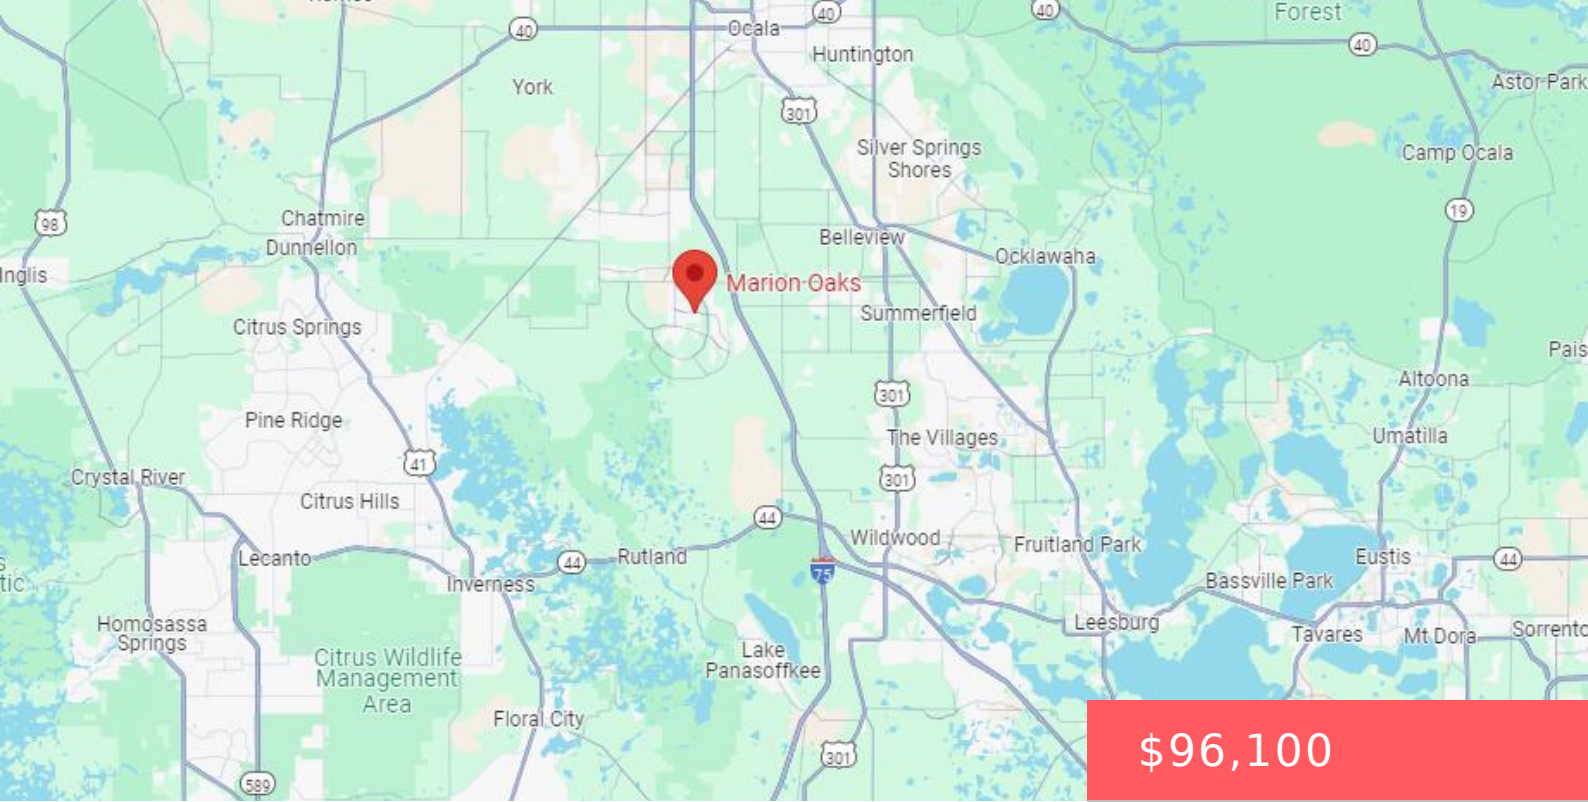 Ocala
40
40
40
Forest
Huntington
40
York
Astor Park
301
Silver Springs
Shores
Camp Ocala
98
Chatmire
19
Dunnellon
Belleview
Ocklawaha
Inglis
Marion Oaks
Citrus Springs
Summerfield
Altoona
301
Pine Ridge
The Villages
Umatilla
41
Crystal River
301
Citrus Hills
44
Wildwood
Fruitland Park
Lecanto
44
Rutland
Eustis
44
75
Inverness
Bassville Park
Homosassa
Springs
Leesburg
Tavares
Mt Dora
Sorrento
Lake
Panasoffkee
Citrus Wildlife
Management
Area
Floral City
301
589
$96,100